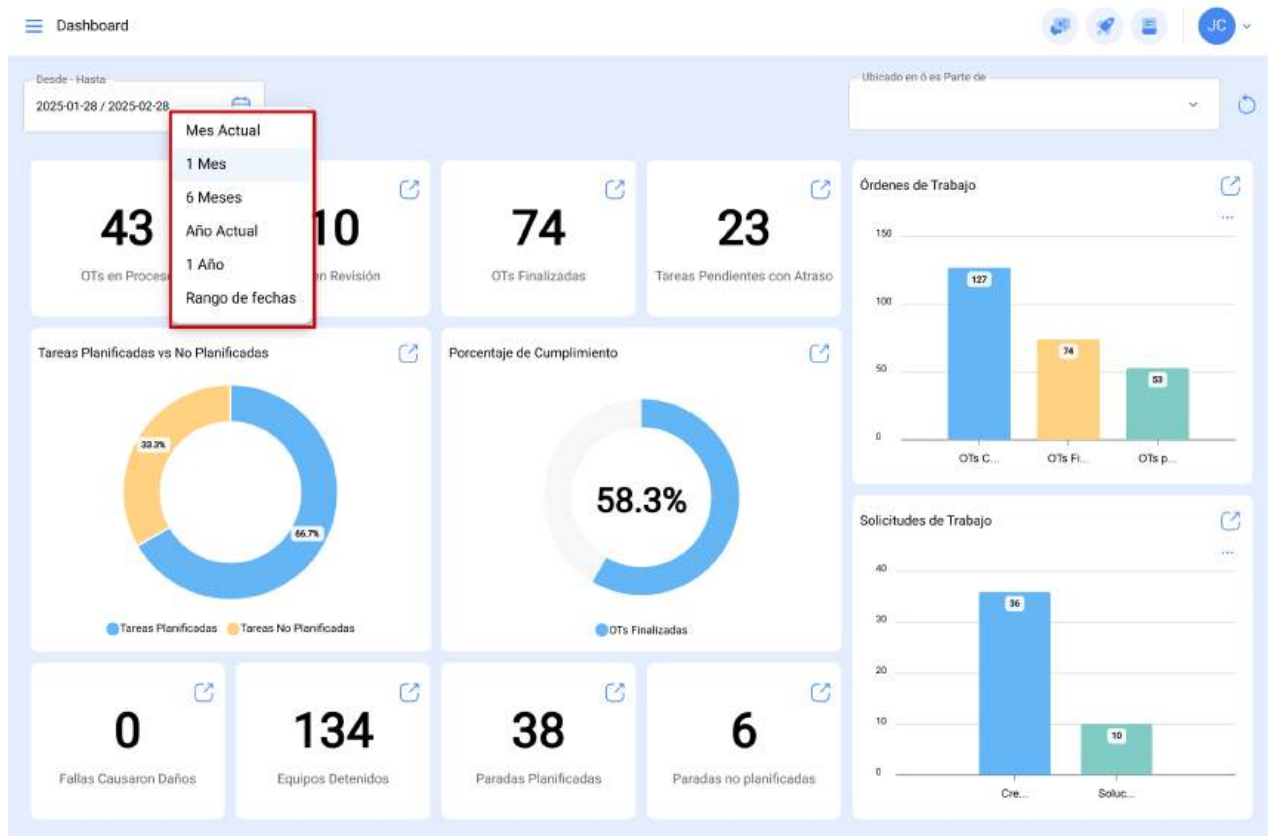 Dashboard
JC
Desde - Hasta
2025-01-28 / 2025-02-28
Ubicado en ó es Parte de
Mes Actual
1 Mes
6 Meses
Año Actual
1 Año
Rango de fechas
43
OTs en Proceso
10
en Revisión
74
OTs Finalizadas
23
Tareas Pendientes con Atraso
Órdenes de Trabajo
...
150
100
50
0
127
74
53
OTs C...
OTs Fi...
OTs p...
Tareas Planificadas vs No Planificadas
33.3%
66.7%
Tareas Planificadas
Tareas No Planificadas
Porcentaje de Cumplimiento
58.3%
OTs Finalizadas
Solicitudes de Trabajo
...
40
30
20
10
0
36
10
Cre...
Soluc...
0
Fallas Causaron Daños
134
Equipos Detenidos
38
Paradas Planificadas
6
Paradas no planificadas